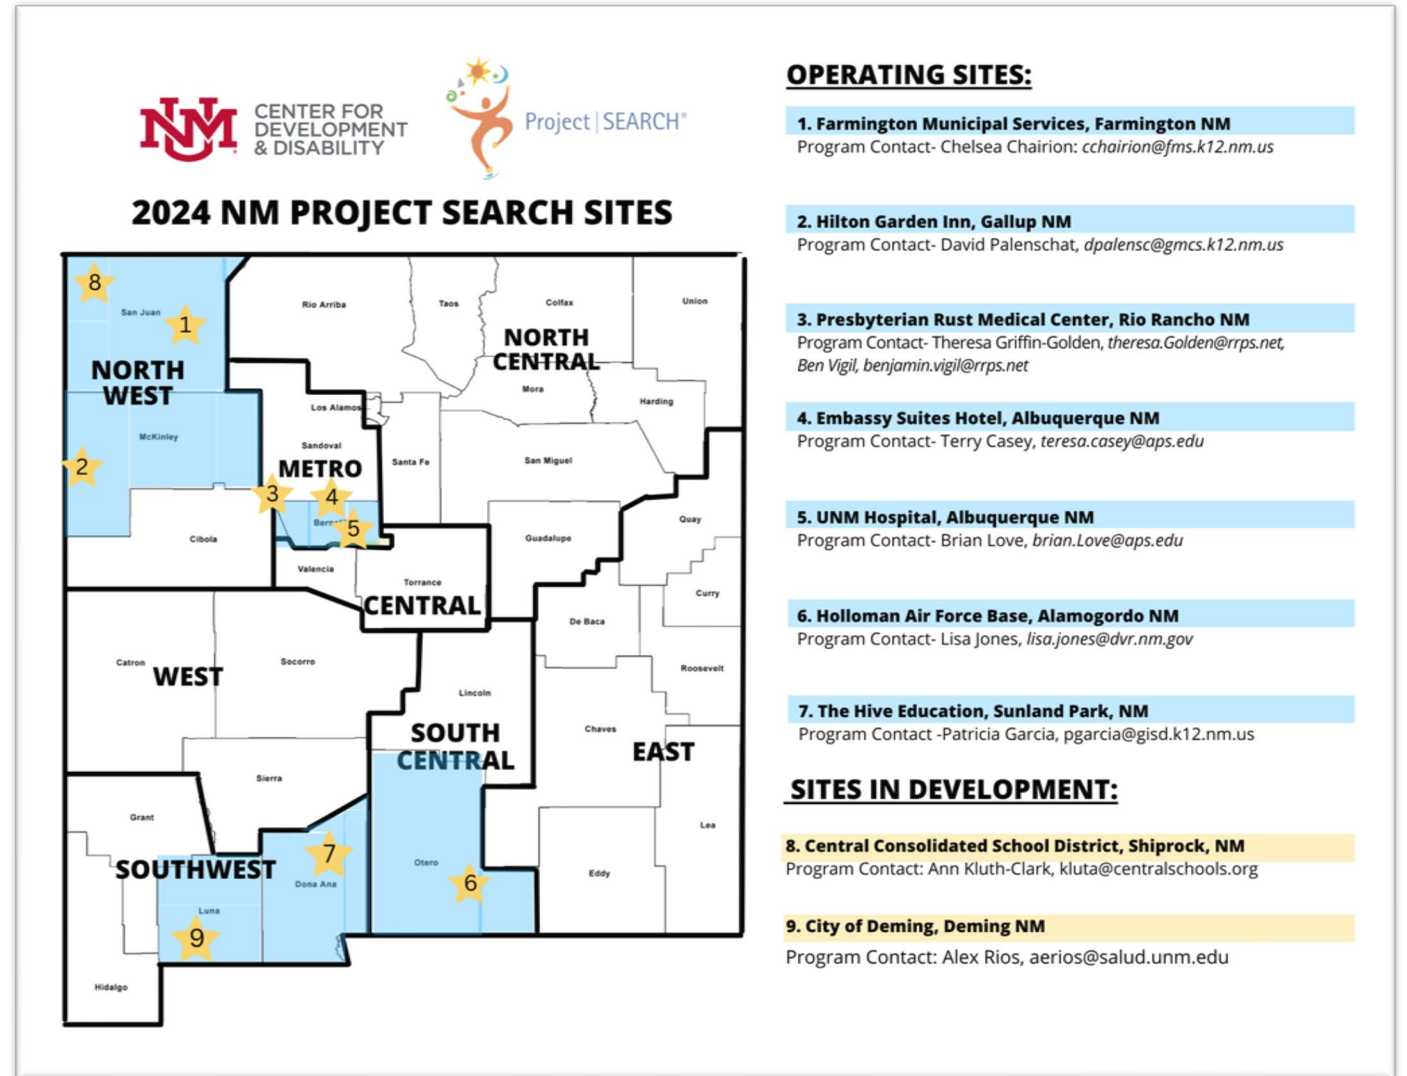 UNM
CENTER FOR
DEVELOPMENT
& DISABILITY
Project | SEARCH®
2024 NM PROJECT SEARCH SITES
8
San Juan
1
NORTH
WEST
McKinley
2
Cibola
Rio Arriba
Taos
Colfax
Union
NORTH
CENTRAL
Mora
Harding
Los Alamos
Sandoval
METRO
Santa Fe
San Miguel
3
4
5
Valencia
Torrance
CENTRAL
Guadalupe
Quay
Curry
De Baca
Roosevelt
Catron
WEST
Socorro
Lincoln
SOUTH
CENTRAL
Chaves
EAST
Sierra
Grant
SOUTHWEST
7
Dona Ana
Otero
6
Eddy
Lea
Luna
9
Hidalgo
OPERATING SITES:
1. Farmington Municipal Services, Farmington NM
Program Contact- Chelsea Chairion: cchairion@fms.k12.nm.us
2. Hilton Garden Inn, Gallup NM
Program Contact- David Palenschat, dpalensc@gmcs.k12.nm.us
3. Presbyterian Rust Medical Center, Rio Rancho NM
Program Contact- Theresa Griffin-Golden, theresa.Golden@rrps.net,
Ben Vigil, benjamin.vigil@rrps.net
4. Embassy Suites Hotel, Albuquerque NM
Program Contact- Terry Casey, teresa.casey@aps.edu
5. UNM Hospital, Albuquerque NM
Program Contact- Brian Love, brian.Love@aps.edu
6. Holloman Air Force Base, Alamogordo NM
Program Contact- Lisa Jones, lisa.jones@dvr.nm.gov
7. The Hive Education, Sunland Park, NM
Program Contact -Patricia Garcia, pgarcia@gisd.k12.nm.us
SITES IN DEVELOPMENT:
8. Central Consolidated School District, Shiprock, NM
Program Contact: Ann Kluth-Clark, kluta@centralschools.org
9. City of Deming, Deming NM
Program Contact: Alex Rios, aerios@salud.unm.edu